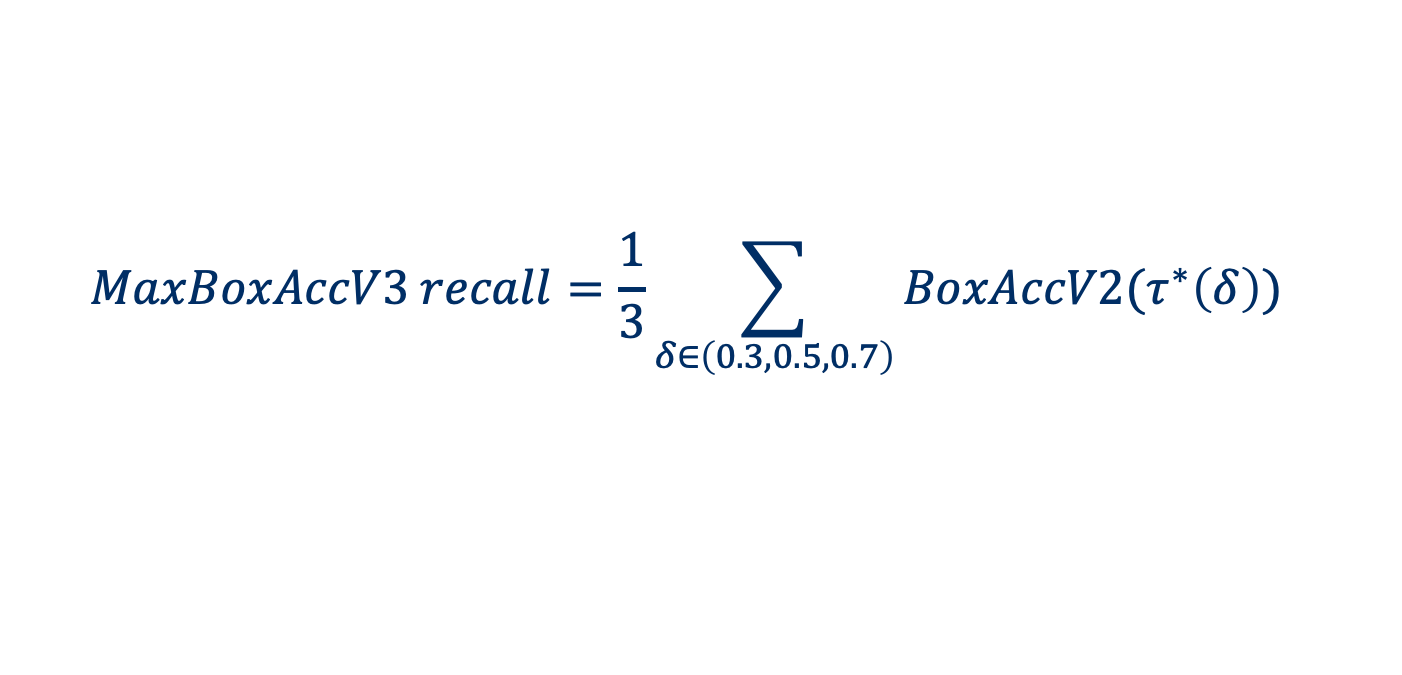 MaxBoxAccV3 recall = 1/3 ∑ δ∈(0.3,0.5,0.7) BoxAccV2(τ*(δ))